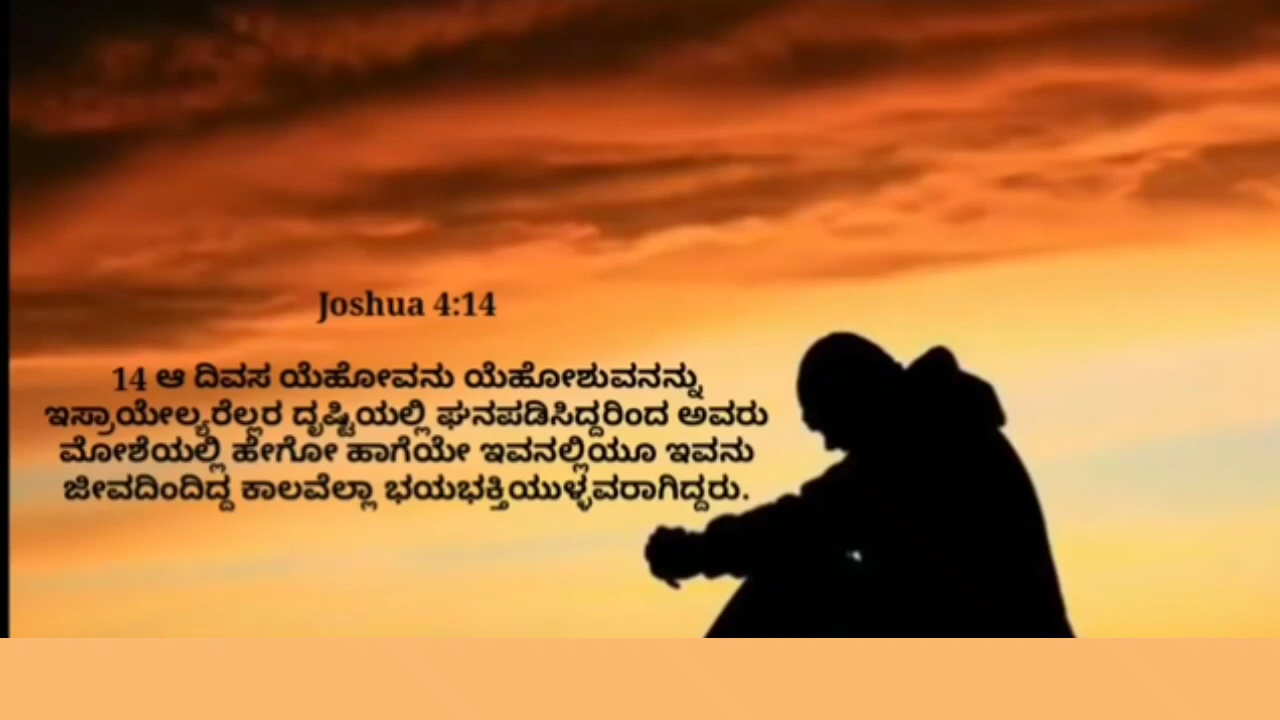 Joshua 4:14
14 ಆ ದಿವಸ ಯೆಹೋವನು ಯೆಹೋಶುವನನ್ನು
ಇಸ್ರಾಯೇಲ್ಯರೆಲ್ಲರ ದೃಷ್ಟಿಯಲ್ಲಿ ಘನಪಡಿಸಿದ್ದರಿಂದ ಅವರು
ಮೋಶೆಯಲ್ಲಿ ಹೇಗೋ ಹಾಗೆಯೇ ಇವನಲ್ಲಿಯೂ ಇವನು
ಜೀವದಿಂದಿದ್ದ ಕಾಲವೆಲ್ಲಾ ಭಯಭಕ್ತಿಯುಳ್ಳವರಾಗಿದ್ದರು.